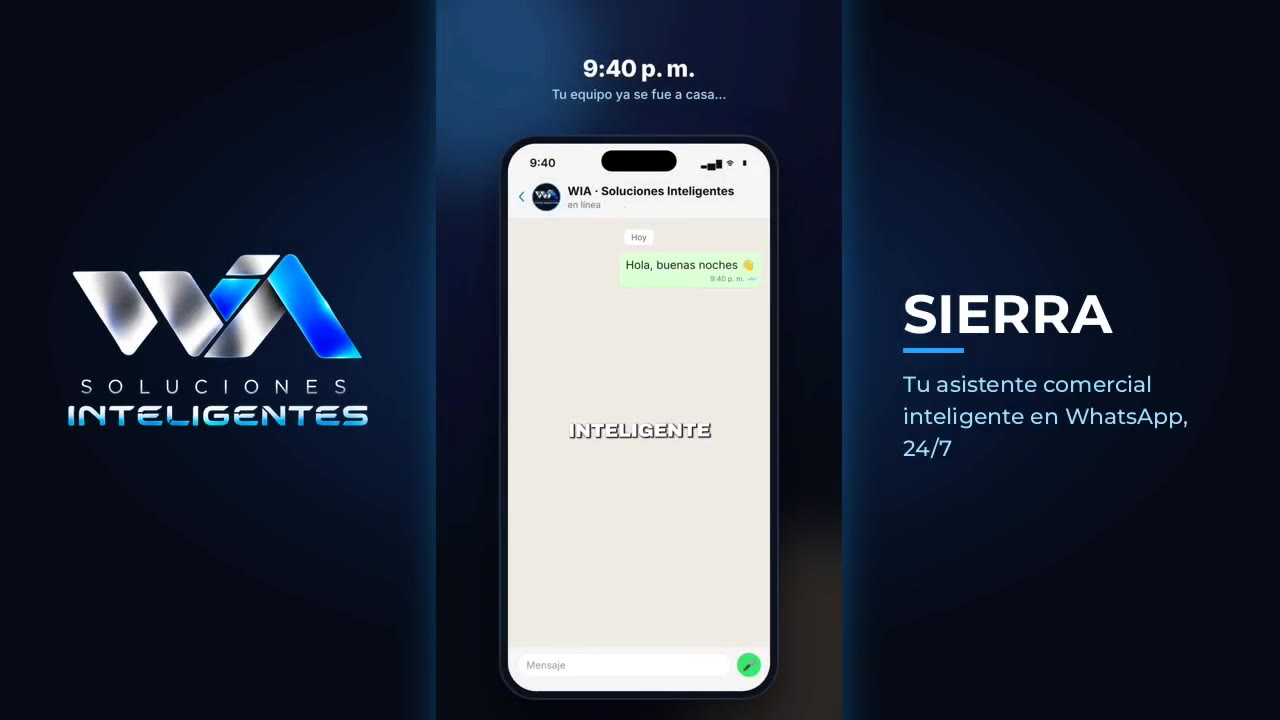 WIA
SOLUCIONES
INTELIGENTES
9:40 p. m.
Tu equipo ya se fue a casa...
9:40
WIA · Soluciones Inteligentes
en línea
Hoy
Hola, buenas noches 👋
9:40 p. m.
INTELIGENTE
Mensaje
SIERRA
Tu asistente comercial
inteligente en WhatsApp,
24/7